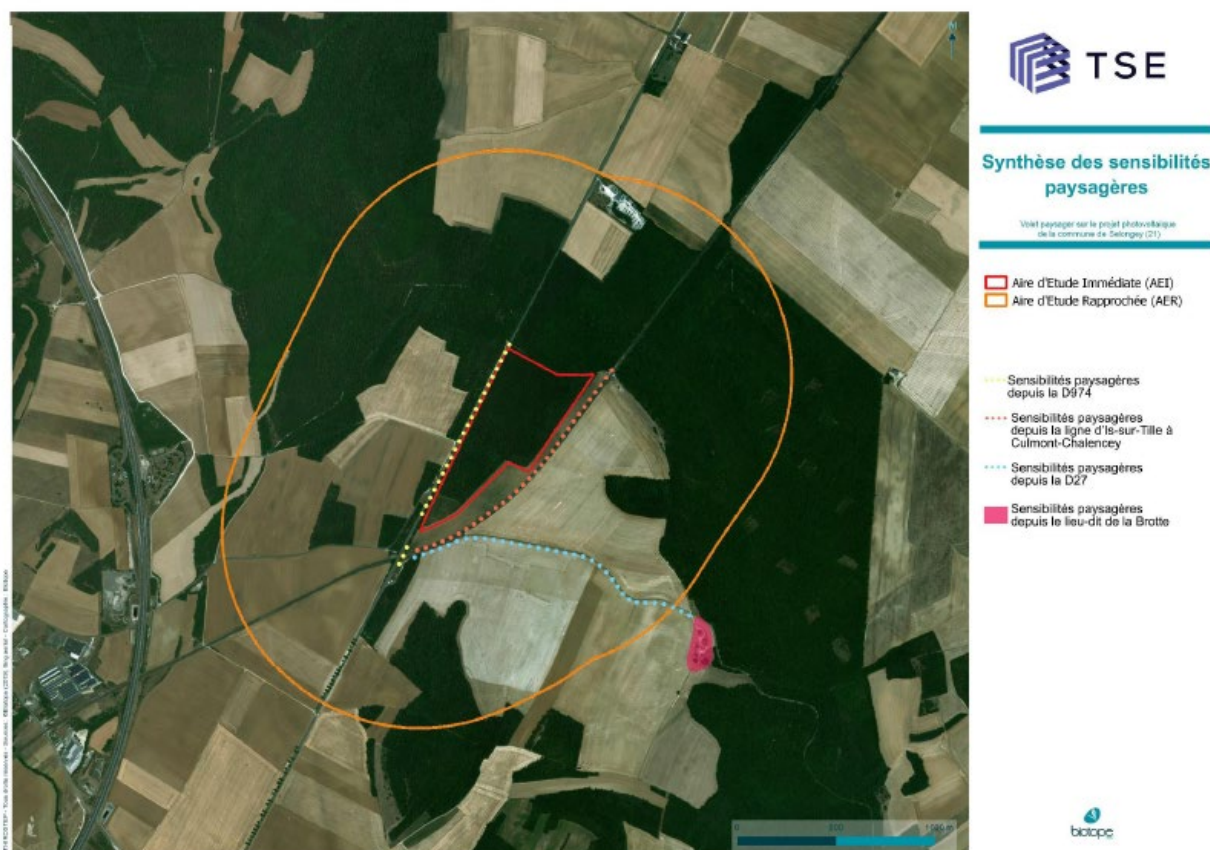 N
TSE
Synthèse des sensibilités
paysagères
Volet paysager sur le projet photovoltaïque
de la commune de Selongey (21)
Aire d'Etude Immédiate (AEI)
Aire d'Etude Rapprochée (AER)
Sensibilités paysagères
depuis la D974
Sensibilités paysagères
depuis la ligne d'Is-sur-Tille à
Culmont-Chalencey
Sensibilités paysagères
depuis la D27
Sensibilités paysagères
depuis le lieu-dit de la Brotte
0
biotope